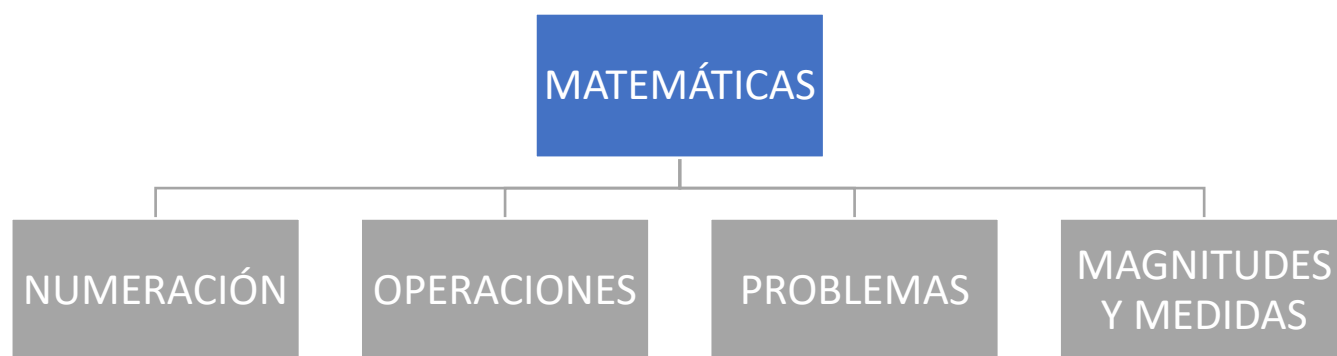 MATEMÁTICAS
NUMERACIÓN
OPERACIONES
PROBLEMAS
MAGNITUDES
Y MEDIDAS